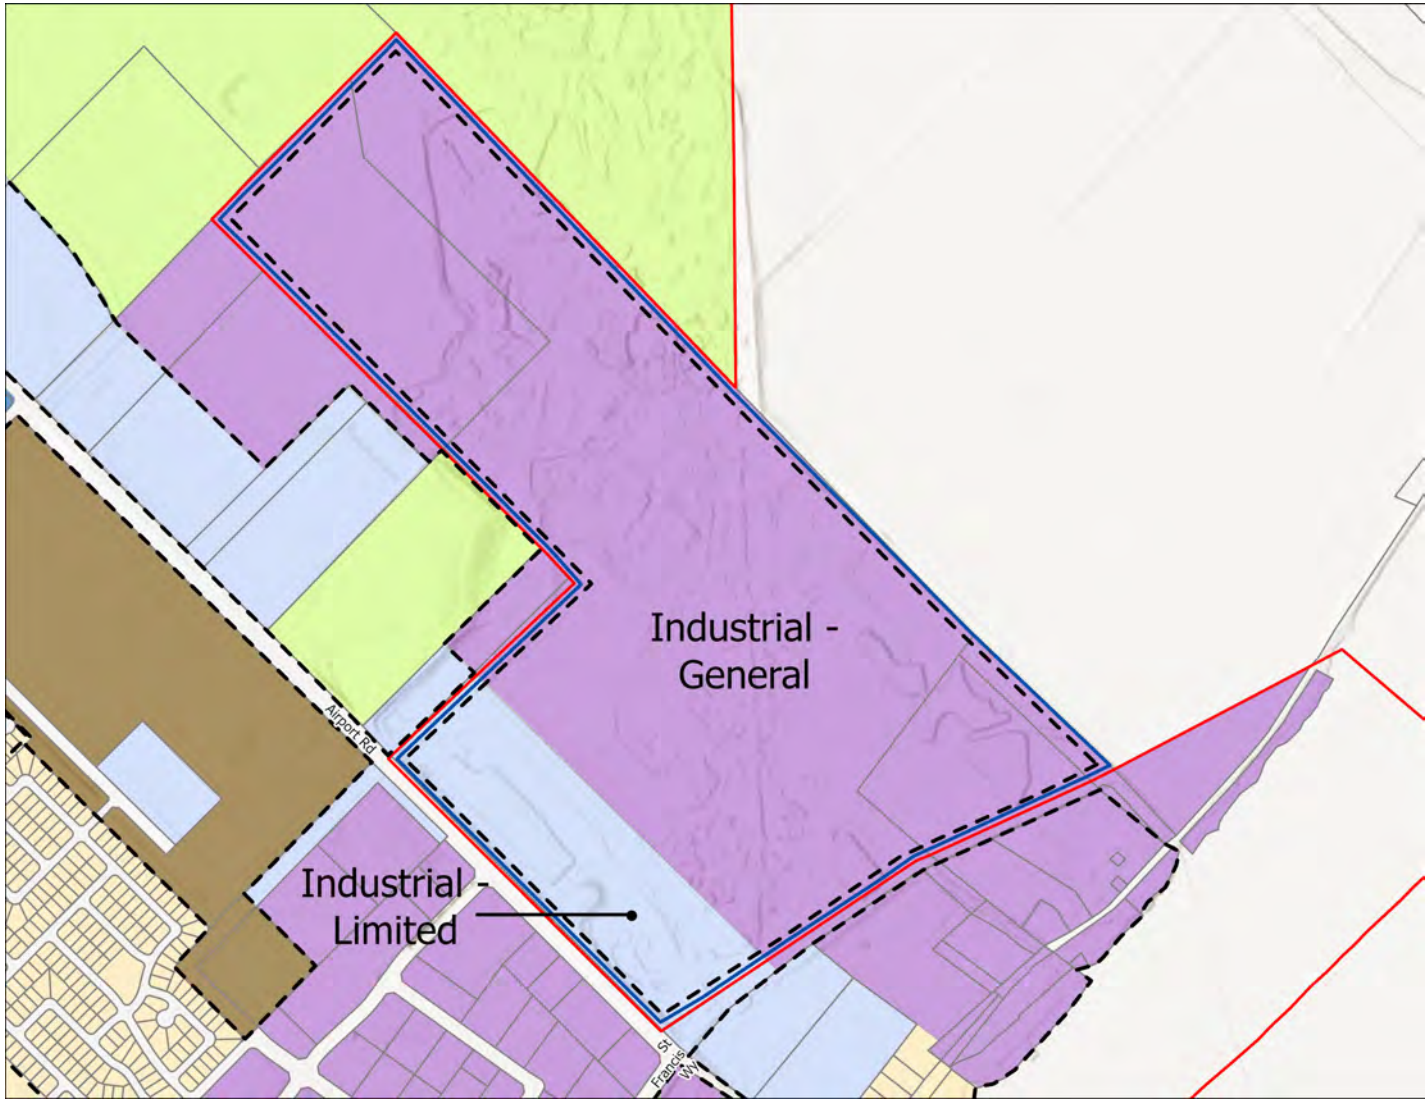 Industrial -
General
Airport Rd
Industrial -
Limited
St
Francis
Wy